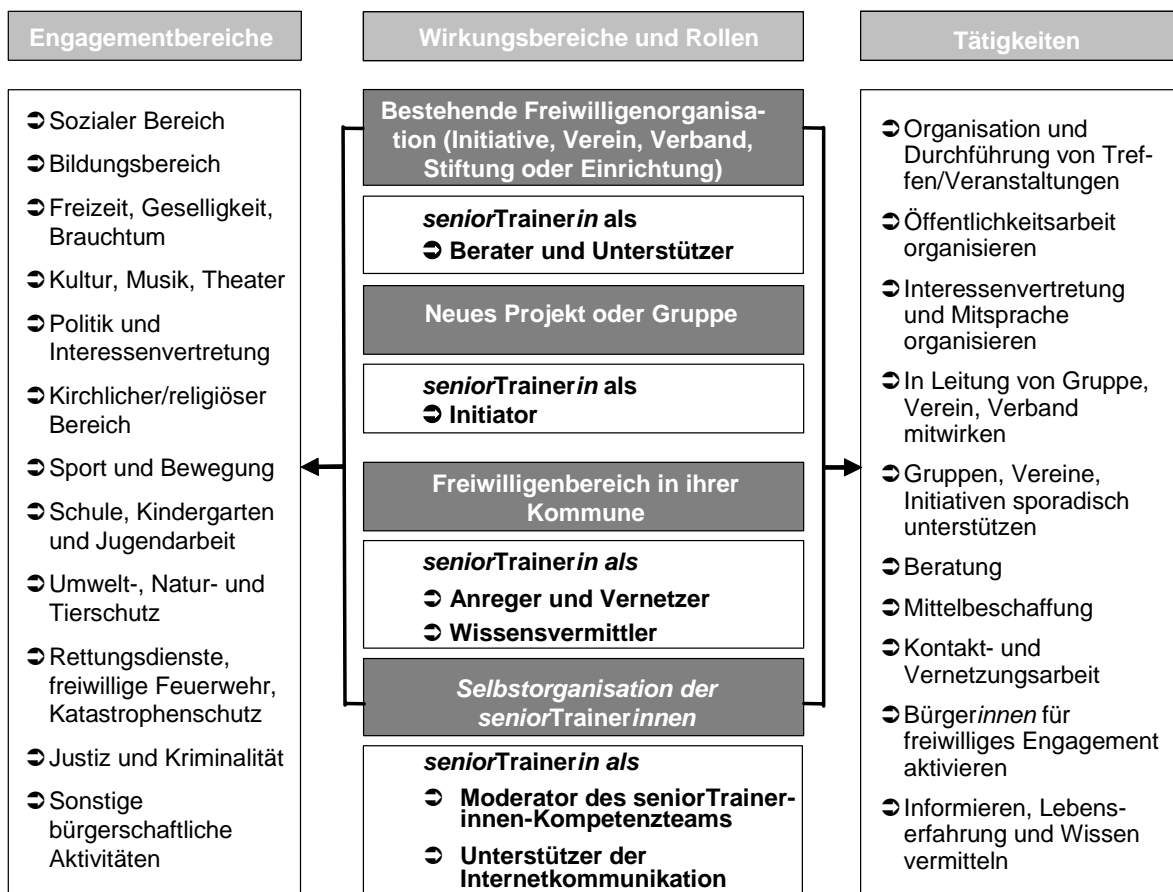 Engagementbereiche
➲ Sozialer Bereich
➲ Bildungsbereich
➲ Freizeit, Geselligkeit,
Brauchtum
➲ Kultur, Musik, Theater
➲ Politik und
Interessenvertretung
➲ Kirchlicher/religiöser
Bereich
➲ Sport und Bewegung
➲ Schule, Kindergarten
und Jugendarbeit
➲ Umwelt-, Natur- und
Tierschutz
➲ Rettungsdienste,
freiwillige Feuerwehr,
Katastrophenschutz
➲ Justiz und Kriminalität
➲ Sonstige
bürgerschaftliche
Aktivitäten
Wirkungsbereiche und Rollen
Bestehende Freiwilligenorganisa-
tion (Initiative, Verein, Verband,
Stiftung oder Einrichtung)
seniorTrainerin als
➲ Berater und Unterstützer
Neues Projekt oder Gruppe
seniorTrainerin als
➲ Initiator
Freiwilligenbereich in ihrer
Kommune
seniorTrainerin als
➲ Anreger und Vernetzer
➲ Wissensvermittler
Selbstorganisation der
seniorTrainerinnen
seniorTrainerin als
➲ Moderator des seniorTrainer-
innen-Kompetenzteams
➲ Unterstützer der
Internetkommunikation
Tätigkeiten
➲ Organisation und
Durchführung von Tref-
fen/Veranstaltungen
➲ Öffentlichkeitsarbeit
organisieren
➲ Interessenvertretung
und Mitsprache
organisieren
➲ In Leitung von Gruppe,
Verein, Verband
mitwirken
➲ Gruppen, Vereine,
Initiativen sporadisch
unterstützen
➲ Beratung
➲ Mittelbeschaffung
➲ Kontakt- und
Vernetzungsarbeit
➲ Bürgerinnen für
freiwilliges Engagement
aktivieren
➲ Informieren, Lebens-
erfahrung und Wissen
vermitteln